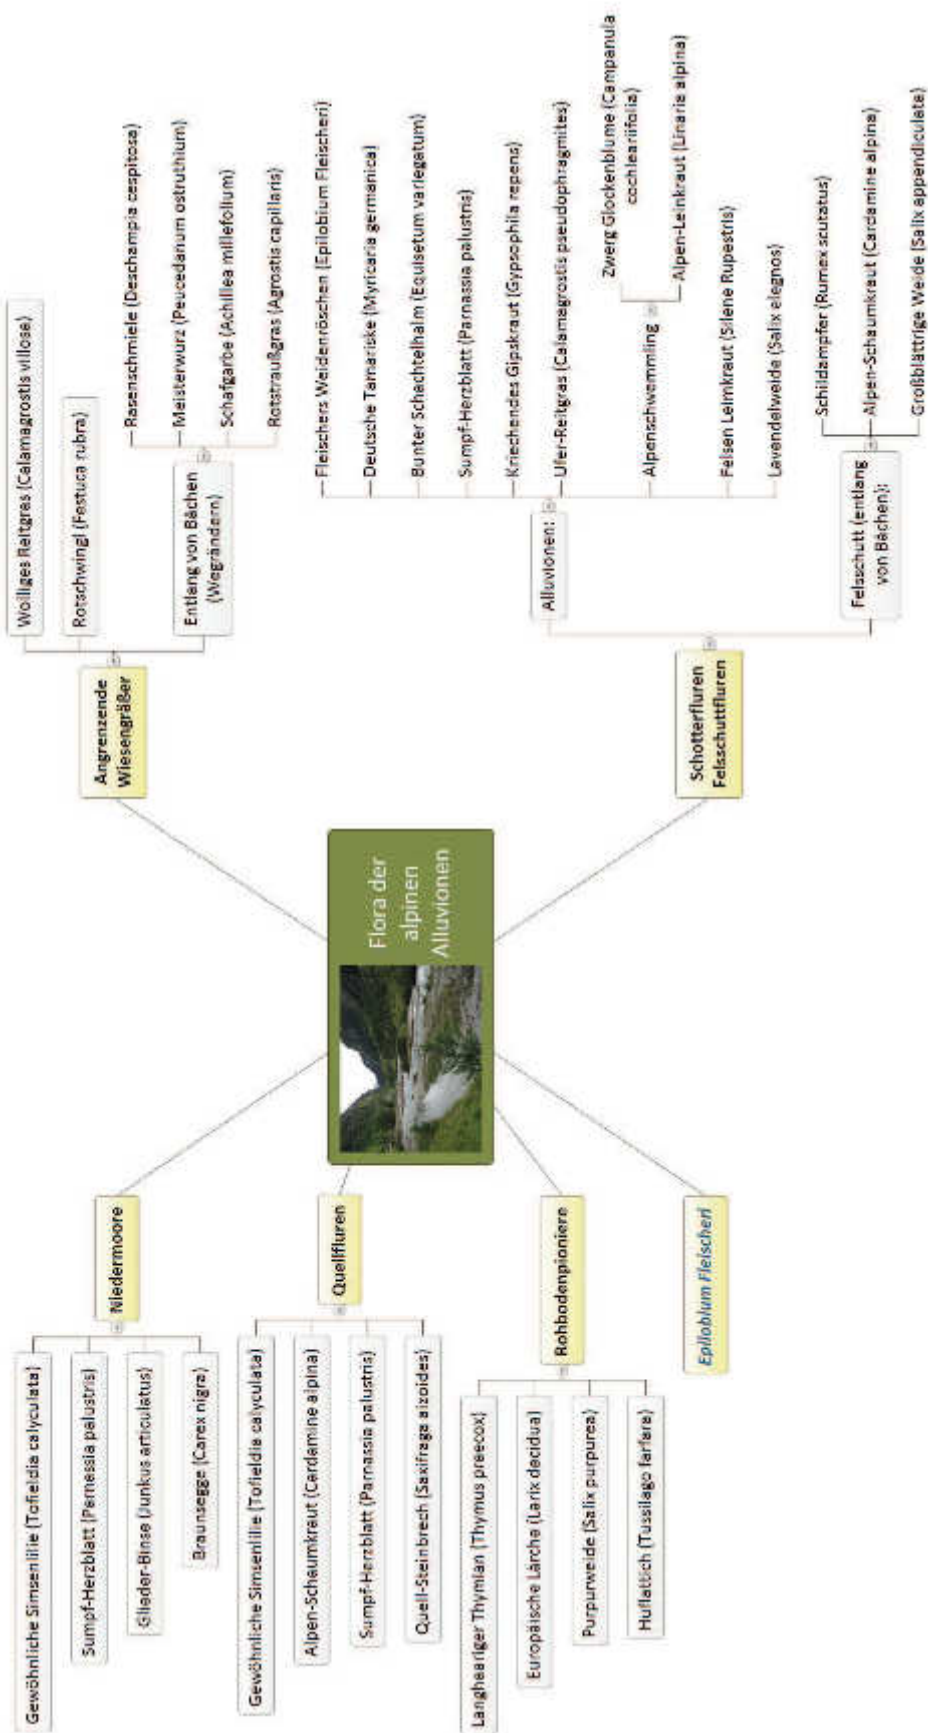 Flora der
alpinen
Alluvionen
Niedermoore
Gewöhnliche Simsenlilie (Tofieldia calyculata)
Sumpf-Herzblatt (Parnassia palustris)
Glieder-Binse (Junkus articulatus)
Braunsegge (Carex nigra)
Quellfluren
Gewöhnliche Simsenlilie (Tofieldia calyculata)
Alpen-Schaumkraut (Cardamine alpina)
Sumpf-Herzblatt (Parnassia palustris)
Quell-Steinbrech (Saxifraga aizoides)
Rohbodenpioniere
Langhaariger Thymian (Thymus praecox)
Europäische Lärche (Larix decidua)
Purpurweide (Salix purpurea)
Huflattich (Tussilago farfara)
Epilobium Fleischeri
Angrenzende
Wiesengräßer
Wolliges Reitgras (Calamagrostis villosa)
Rotschwingl (Festuca rubra)
Entlang von Bächen
(Wegrändern)
Rasenschmiele (Deschampsia cespitosa)
Meisterwurz (Peucedanum ostruthium)
Schafgarbe (Achillea millefolium)
Rotstraußgras (Agrostis capillaris)
Schotterfluren
Felsschuttfluren
Alluvionen:
Fleischers Weidenröschen (Epilobium Fleischeri)
Deutsche Tamariske (Myricaria germanica)
Bunter Schachtelhalm (Equisetum variegatum)
Sumpf-Herzblatt (Parnassia palustris)
Kriechendes Gipskraut (Gypsophila repens)
Ufer-Reitgras (Calamagrostis pseudophragmites)
Alpenschwemmling
Zwerg Glockenblume (Campanula
cochleariifolia)
Alpen-Leinkraut (Linaria alpina)
Felsen Leimkraut (Silene Rupestris)
Lavendelweide (Salix elegnos)
Felsschutt (entlang
von Bächen):
Schildampfer (Rumex scutatus)
Alpen-Schaumkraut (Cardamine alpina)
Großblättrige Weide (Salix appendiculata)